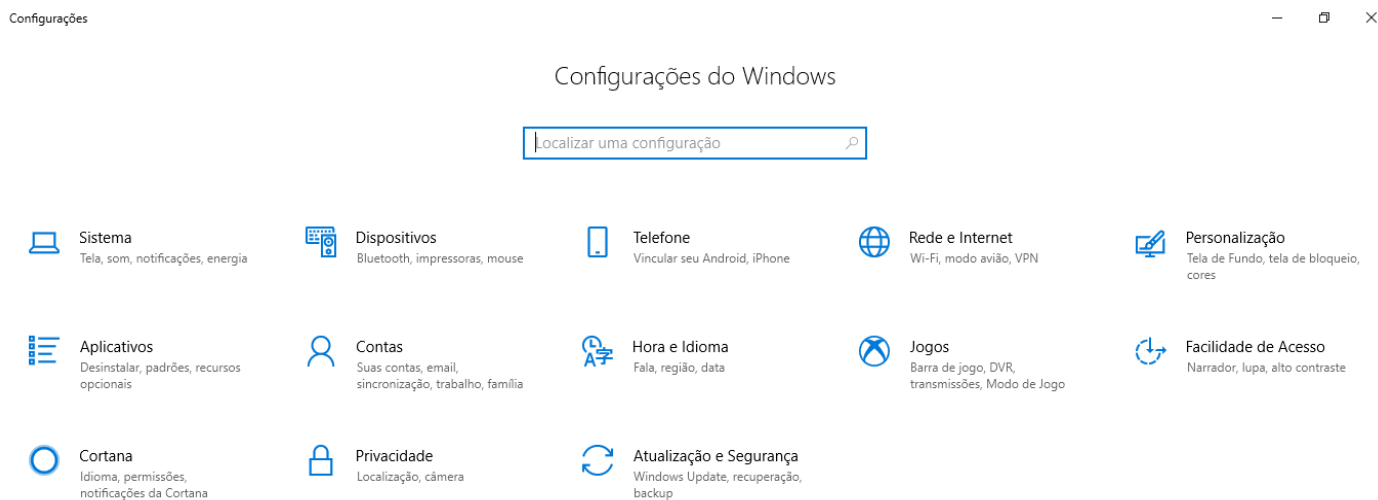 Configurações
Configurações do Windows
Localizar uma configuração
Sistema
Tela, som, notificações, energia
Dispositivos
Bluetooth, impressoras, mouse
Telefone
Vincular seu Android, iPhone
Rede e Internet
Wi-Fi, modo avião, VPN
Personalização
Tela de Fundo, tela de bloqueio,
cores
Aplicativos
Desinstalar, padrões, recursos
opcionais
Contas
Suas contas, email,
sincronização, trabalho, família
Hora e Idioma
Fala, região, data
Jogos
Barra de jogo, DVR,
transmissões, Modo de Jogo
Facilidade de Acesso
Narrador, lupa, alto contraste
Cortana
Idioma, permissões,
notificações da Cortana
Privacidade
Localização, câmera
Atualização e Segurança
Windows Update, recuperação,
backup